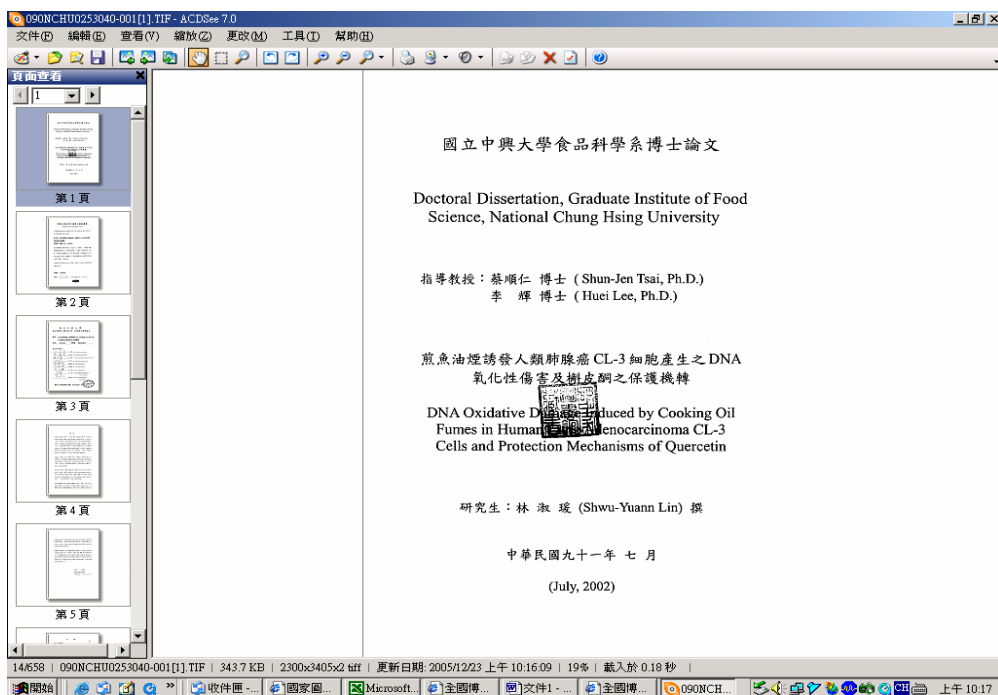 090NCHU0253040-001[1].TIF - ACDSee 7.0
文件(F) 編輯(E) 查看(V) 縮放(Z) 更改(M) 工具(T) 幫助(H)
頁面查看
1
第 1 頁
第 2 頁
第 3 頁
第 4 頁
第 5 頁
國立中興大學食品科學系博士論文
Doctoral Dissertation, Graduate Institute of Food
Science, National Chung Hsing University
指導教授：蔡順仁 博士 ( Shun-Jen Tsai, Ph.D.)
李 輝 博士 ( Huei Lee, Ph.D.)
煎魚油煙誘發人類肺腺癌 CL-3 細胞產生之 DNA
氧化性傷害及槲皮酮之保護機轉
DNA Oxidative Induced by Cooking Oil
Fumes in Human CL-3
Cells and Protection Mechanisms of Quercetin
研究生：林 淑 瑗 (Shwu-Yuann Lin) 撰
中華民國九十一年 七 月
(July, 2002)
14/658 | 090NCHU0253040-001[1].TIF | 343.7 KB | 2300x3405x2 tiff | 更新日期: 2005/12/23 上午 10:16:09 | 19% | 載入於 0.18 秒
開始 » 收件匣 -... 國家圖... Microsoft... 全國博... 文件1 - ... 全國博... 090NCH... CH 上午 10:17